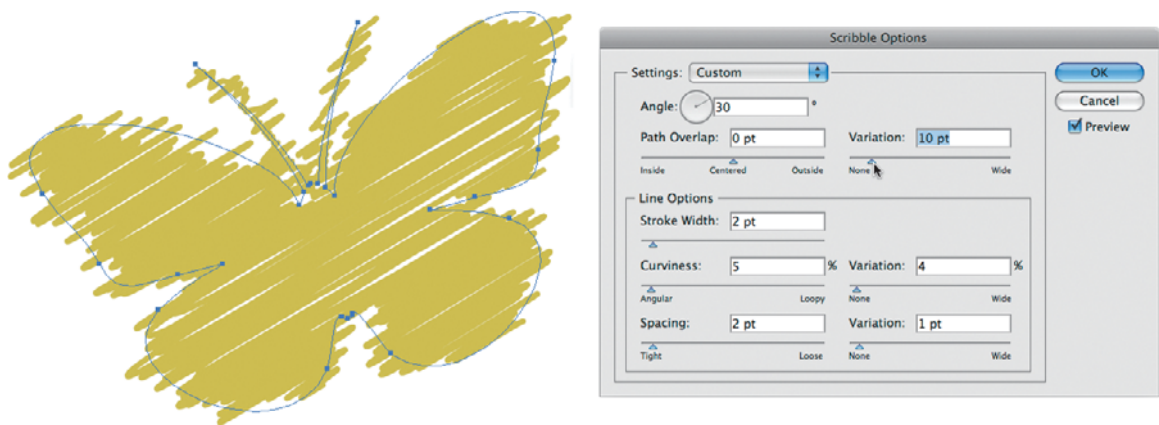 Scribble Options
Settings: Custom
OK
Angle: 30 °
Cancel
Preview
Path Overlap: 0 pt Variation: 10 pt
Inside Centered Outside None Wide
Line Options
Stroke Width: 2 pt
Curviness: 5 % Variation: 4 %
Angular Loopy None Wide
Spacing: 2 pt Variation: 1 pt
Tight Loose None Wide